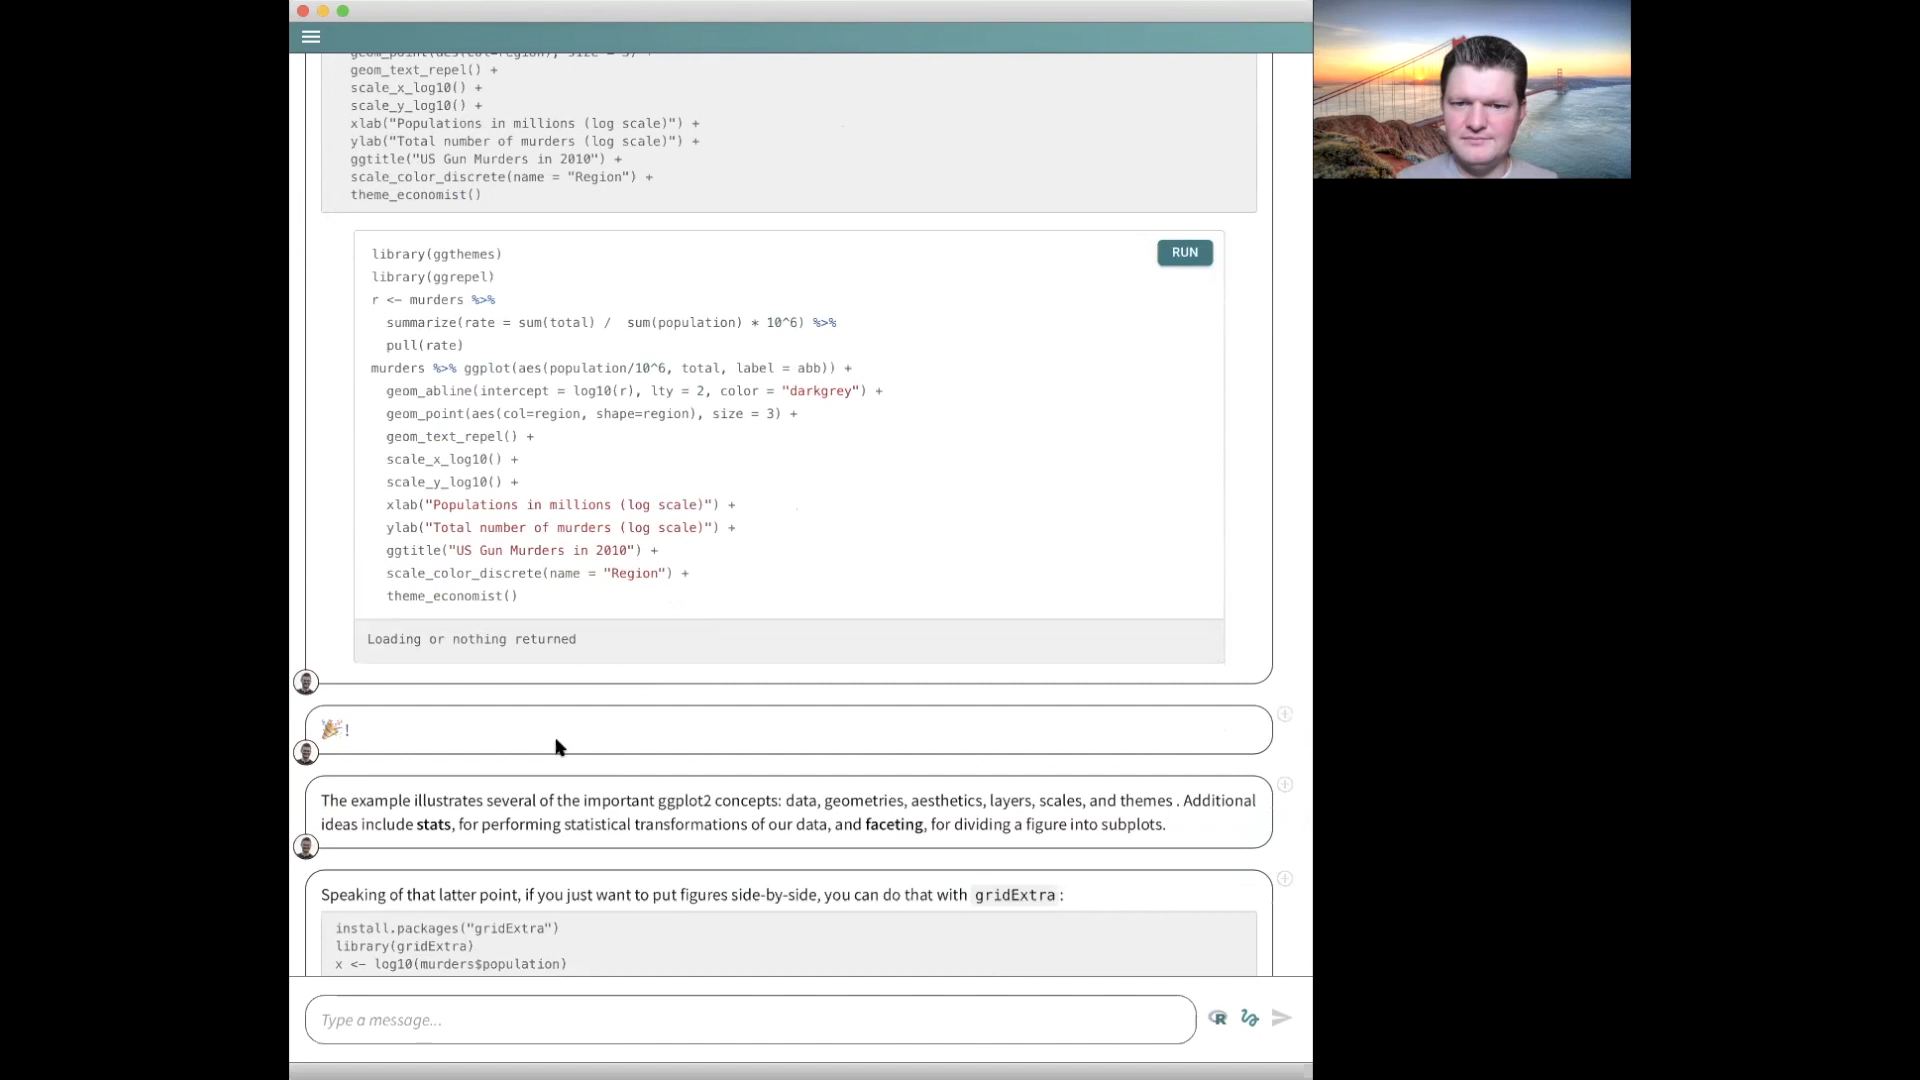 geom_point(aes(col=region), size = 3) +
geom_text_repel() +
scale_x_log10() +
scale_y_log10() +
xlab("Populations in millions (log scale)") +
ylab("Total number of murders (log scale)") +
ggtitle("US Gun Murders in 2010") +
scale_color_discrete(name = "Region") +
theme_economist()
RUN
library(ggthemes)
library(ggrepel)
r <- murders %>%
summarize(rate = sum(total) /  sum(population) * 10^6) %>%
pull(rate)
murders %>% ggplot(aes(population/10^6, total, label = abb)) +
geom_abline(intercept = log10(r), lty = 2, color = "darkgrey") +
geom_point(aes(col=region, shape=region), size = 3) +
geom_text_repel() +
scale_x_log10() +
scale_y_log10() +
xlab("Populations in millions (log scale)") +
ylab("Total number of murders (log scale)") +
ggtitle("US Gun Murders in 2010") +
scale_color_discrete(name = "Region") +
theme_economist()
Loading or nothing returned
🎉!
The example illustrates several of the important ggplot2 concepts: data, geometries, aesthetics, layers, scales, and themes . Additional
ideas include stats, for performing statistical transformations of our data, and faceting, for dividing a figure into subplots.
Speaking of that latter point, if you just want to put figures side-by-side, you can do that with gridExtra:
install.packages("gridExtra")
library(gridExtra)
x <- log10(murders$population)
Type a message...
R